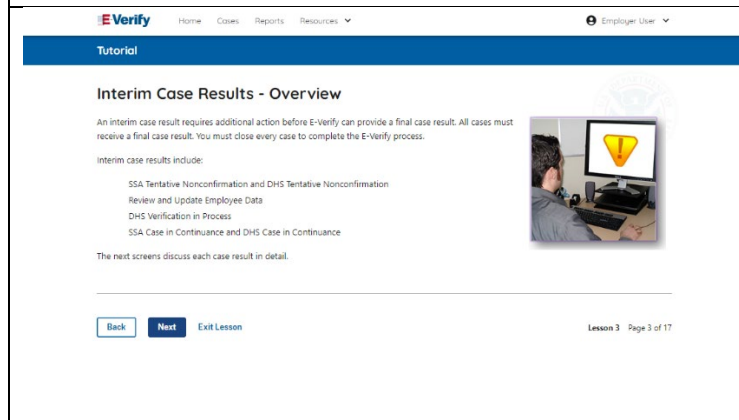 E-Verify
Home Cases Reports Resources
Employer User
Tutorial
Interim Case Results - Overview
An interim case result requires additional action before E-Verify can provide a final case result. All cases must
receive a final case result. You must close every case to complete the E-Verify process.
Interim case results include:
SSA Tentative Nonconfirmation and DHS Tentative Nonconfirmation
Review and Update Employee Data
DHS Verification in Process
SSA Case in Continuance and DHS Case in Continuance
The next screens discuss each case result in detail.
Back Next Exit Lesson Lesson 3 Page 3 of 17